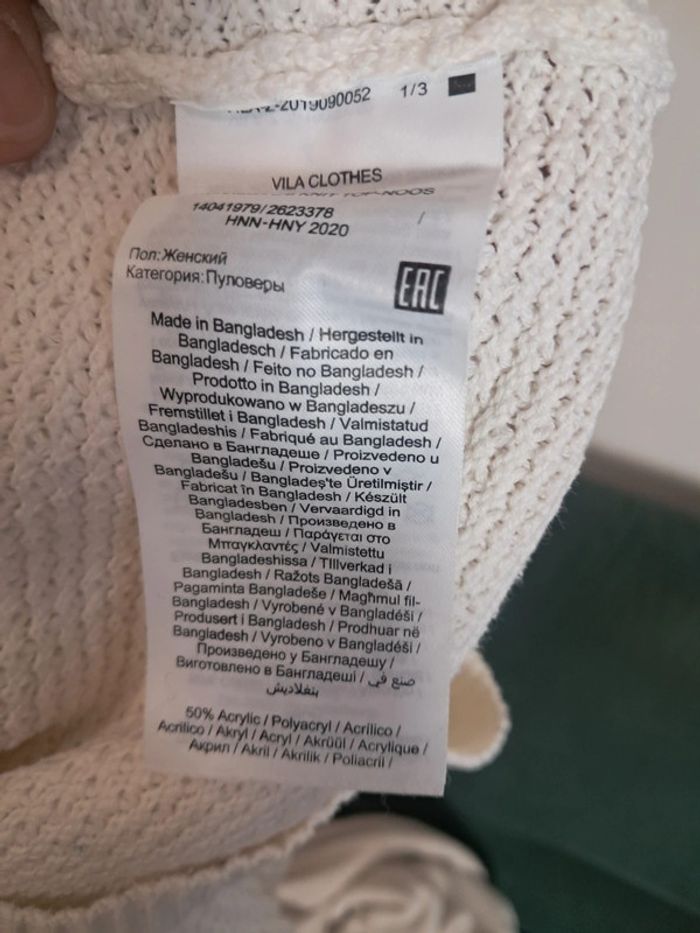 2019090052 1/3
VILA CLOTHES
KNIT TOP-NOOS
14041979/2623378 /
HNN-HNY 2020
Пол:Женский
Категория:Пуловеры
EAC
Made in Bangladesh / Hergestellt in
Bangladesch / Fabricado en
Bangladesh / Feito no Bangladesh /
Prodotto in Bangladesh /
Wyprodukowano w Bangladeszu /
Fremstillet i Bangladesh / Valmistatud
Bangladeshis / Fabriqué au Bangladesh /
Сделано в Бангладеше / Proizvedeno u
Bangladešu / Proizvedeno v
Bangladešu / Bangladeş'te Üretilmiştir /
Fabricat în Bangladesh / Készült
Bangladesben / Vervaardigd in
Bangladesh / Произведено в
Бангладеш / Παράγεται στο
Μπαγκλαντές / Valmistettu
Bangladeshissa / TIllverkad i
Bangladesh / Ražots Bangladešā /
Pagaminta Bangladeše / Magħmul fil-
Bangladesh / Vyrobené v Bangladéši /
Produsert i Bangladesh / Prodhuar në
Bangladesh / Vyrobeno v Bangladéši /
Произведено у Бангладешу /
Виготовлено в Бангладеші / صنع في
بنغلاديش
50% Acrylic / Polyacryl / Acrílico /
Acrilico / Akryl / Acryl / Akrüül / Acrylique /
Акрил / Akril / Akrilik / Poliacril /